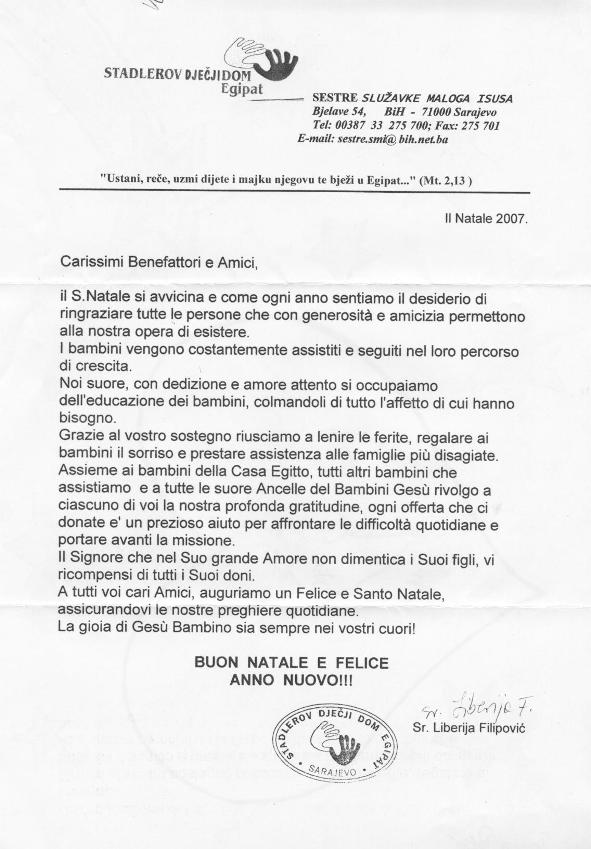 STADLEROV DJEČJI DOM
Egipat
SESTRE SLUŽAVKE MALOGA ISUSA
Bjelave 54, BiH - 71000 Sarajevo
Tel: 00387 33 275 700; Fax: 275 701
E-mail: sestre.smi@bih.net.ba
"Ustani, reče, uzmi dijete i majku njegovu te bježi u Egipat..." (Mt. 2,13 )
Il Natale 2007.
Carissimi Benefattori e Amici,
il S.Natale si avvicina e come ogni anno sentiamo il desiderio di
ringraziare tutte le persone che con generosità e amicizia permettono
alla nostra opera di esistere.
I bambini vengono costantemente assistiti e seguiti nel loro percorso
di crescita.
Noi suore, con dedizione e amore attento si occupaiamo
dell'educazione dei bambini, colmandoli di tutto l'affetto di cui hanno
bisogno.
Grazie al vostro sostegno riusciamo a lenire le ferite, regalare ai
bambini il sorriso e prestare assistenza alle famiglie più disagiate.
Assieme ai bambini della Casa Egitto, tutti altri bambini che
assistiamo e a tutte le suore Ancelle del Bambini Gesù rivolgo a
ciascuno di voi la nostra profonda gratitudine, ogni offerta che ci
donate e' un prezioso aiuto per affrontare le difficoltà quotidiane e
portare avanti la missione.
Il Signore che nel Suo grande Amore non dimentica i Suoi figli, vi
ricompensi di tutti i Suoi doni.
A tutti voi cari Amici, auguriamo un Felice e Santo Natale,
assicurandovi le nostre preghiere quotidiane.
La gioia di Gesù Bambino sia sempre nei vostri cuori!
BUON NATALE E FELICE
ANNO NUOVO!!!
sr. Liberija F.
Sr. Liberija Filipović
STADLEROV DJEČJI DOM EGIPAT
SARAJEVO